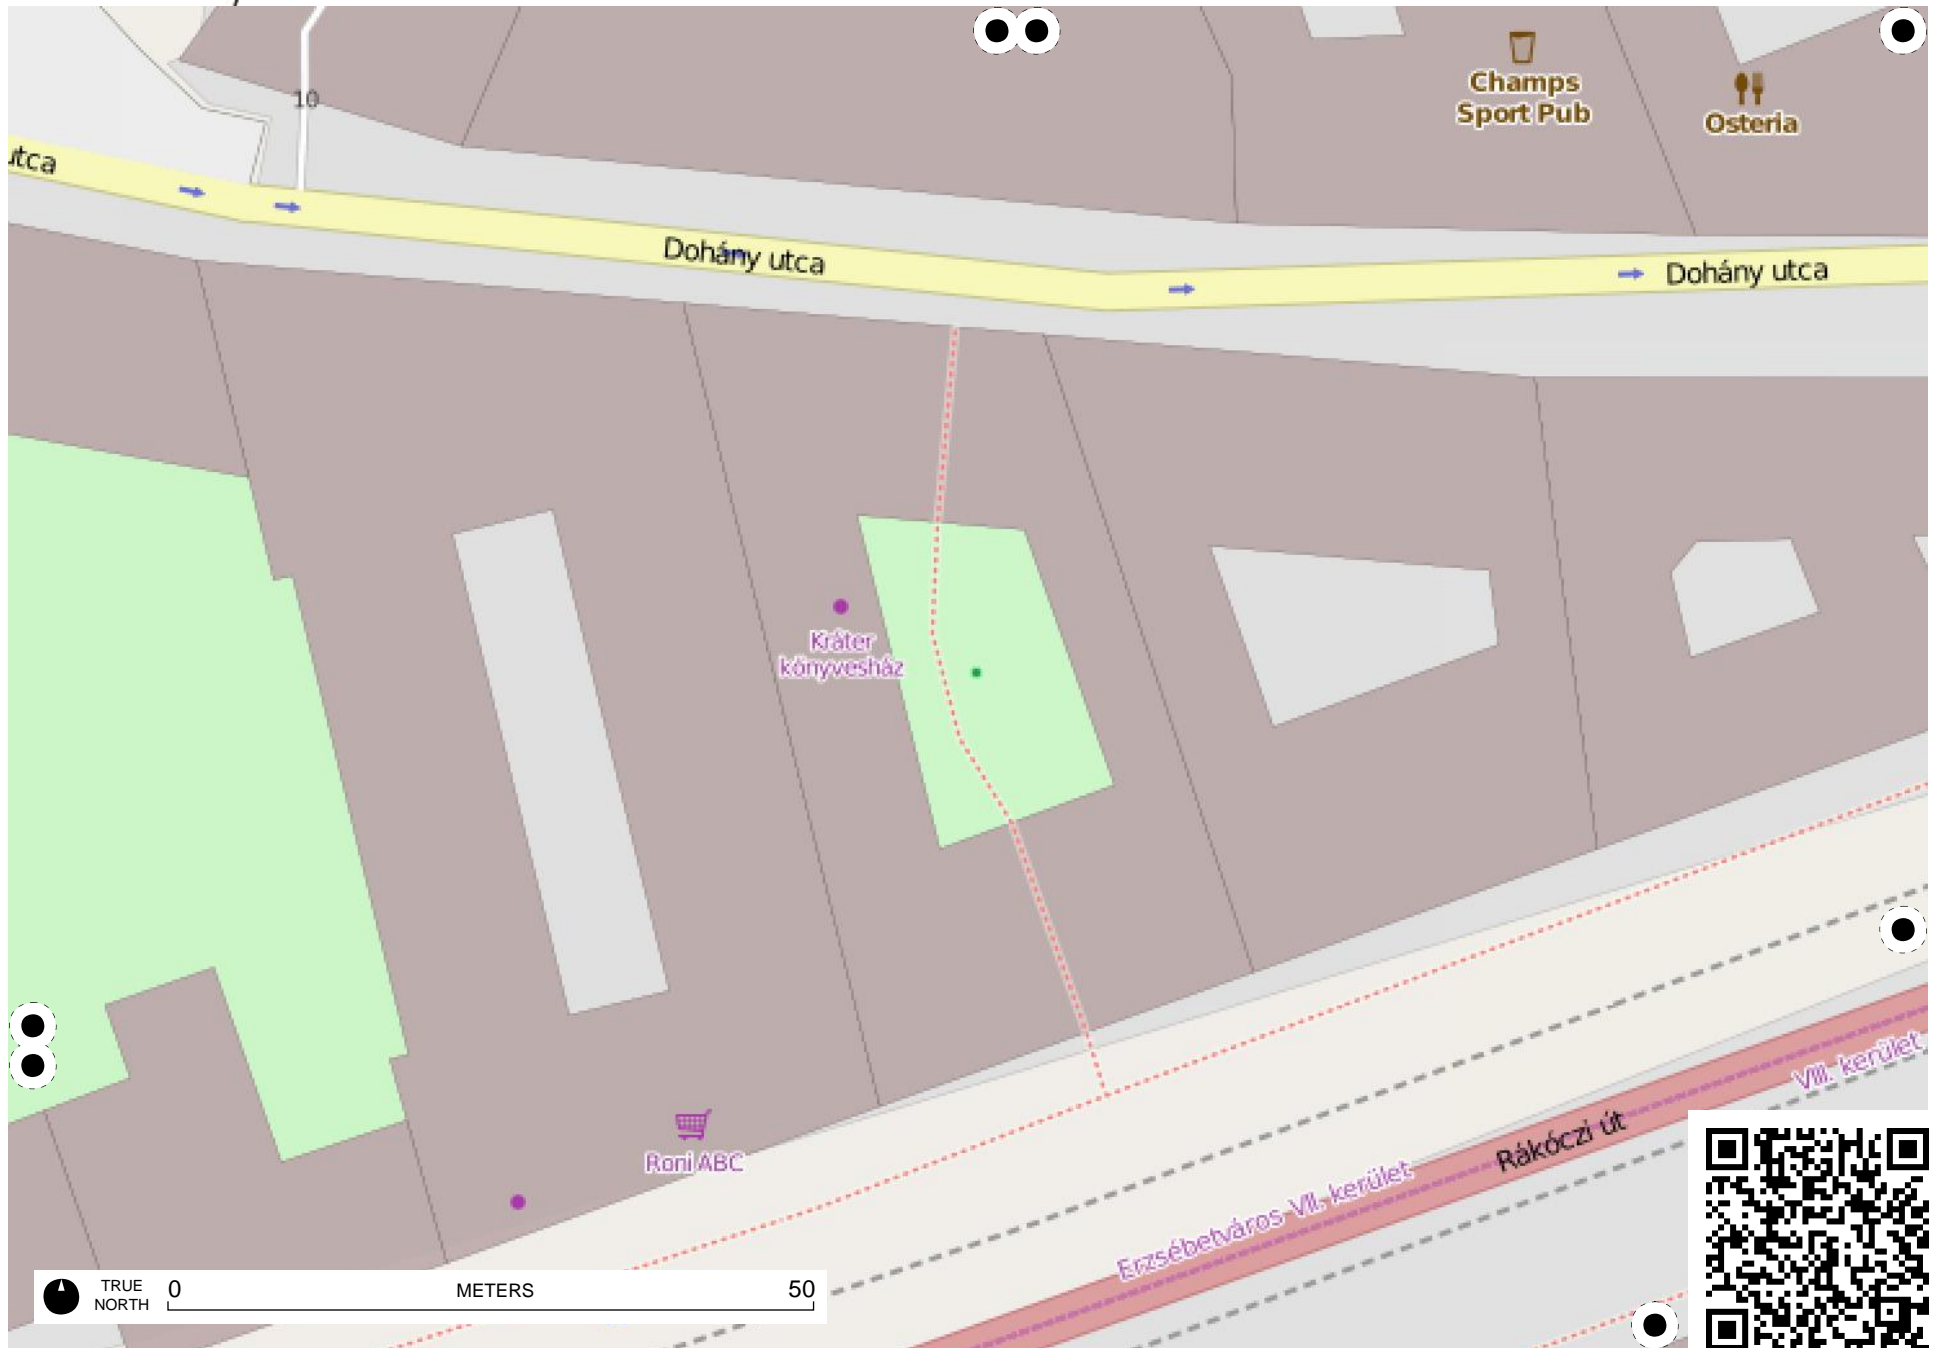 10
Champs
Sport Pub
Osteria
utca
Dohány utca
Dohány utca
Kráter
könyvesház
Roni ABC
VIII. kerület
Rákóczi út
Erzsébetváros VII. kerület
TRUE
NORTH
0
METERS
50